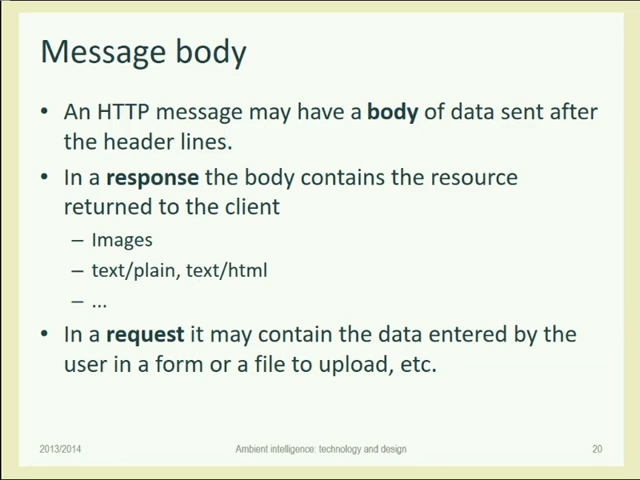 Message body
• An HTTP message may have a body of data sent after
the header lines.
• In a response the body contains the resource
returned to the client
– Images
– text/plain, text/html
– ...
• In a request it may contain the data entered by the
user in a form or a file to upload, etc.
2013/2014 Ambient intelligence: technology and design 20